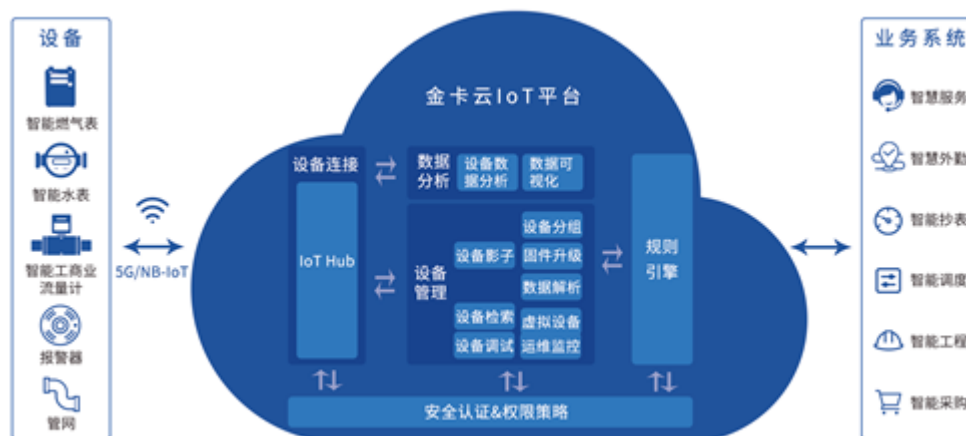 设备
智能燃气表
智能水表
智能工商业
流量计
报警器
管网
5G/NB-IoT
金卡云IoT平台
设备连接
IoT Hub
数据
分析
设备数
据分析
数据可
视化
设备
管理
设备分组
设备影子
固件升级
数据解析
设备检索
虚拟设备
设备调试
运维监控
规则
引擎
安全认证&权限策略
业务系统
智慧服务
智慧外勤
智能抄表
智能调度
智能工程
智能采购